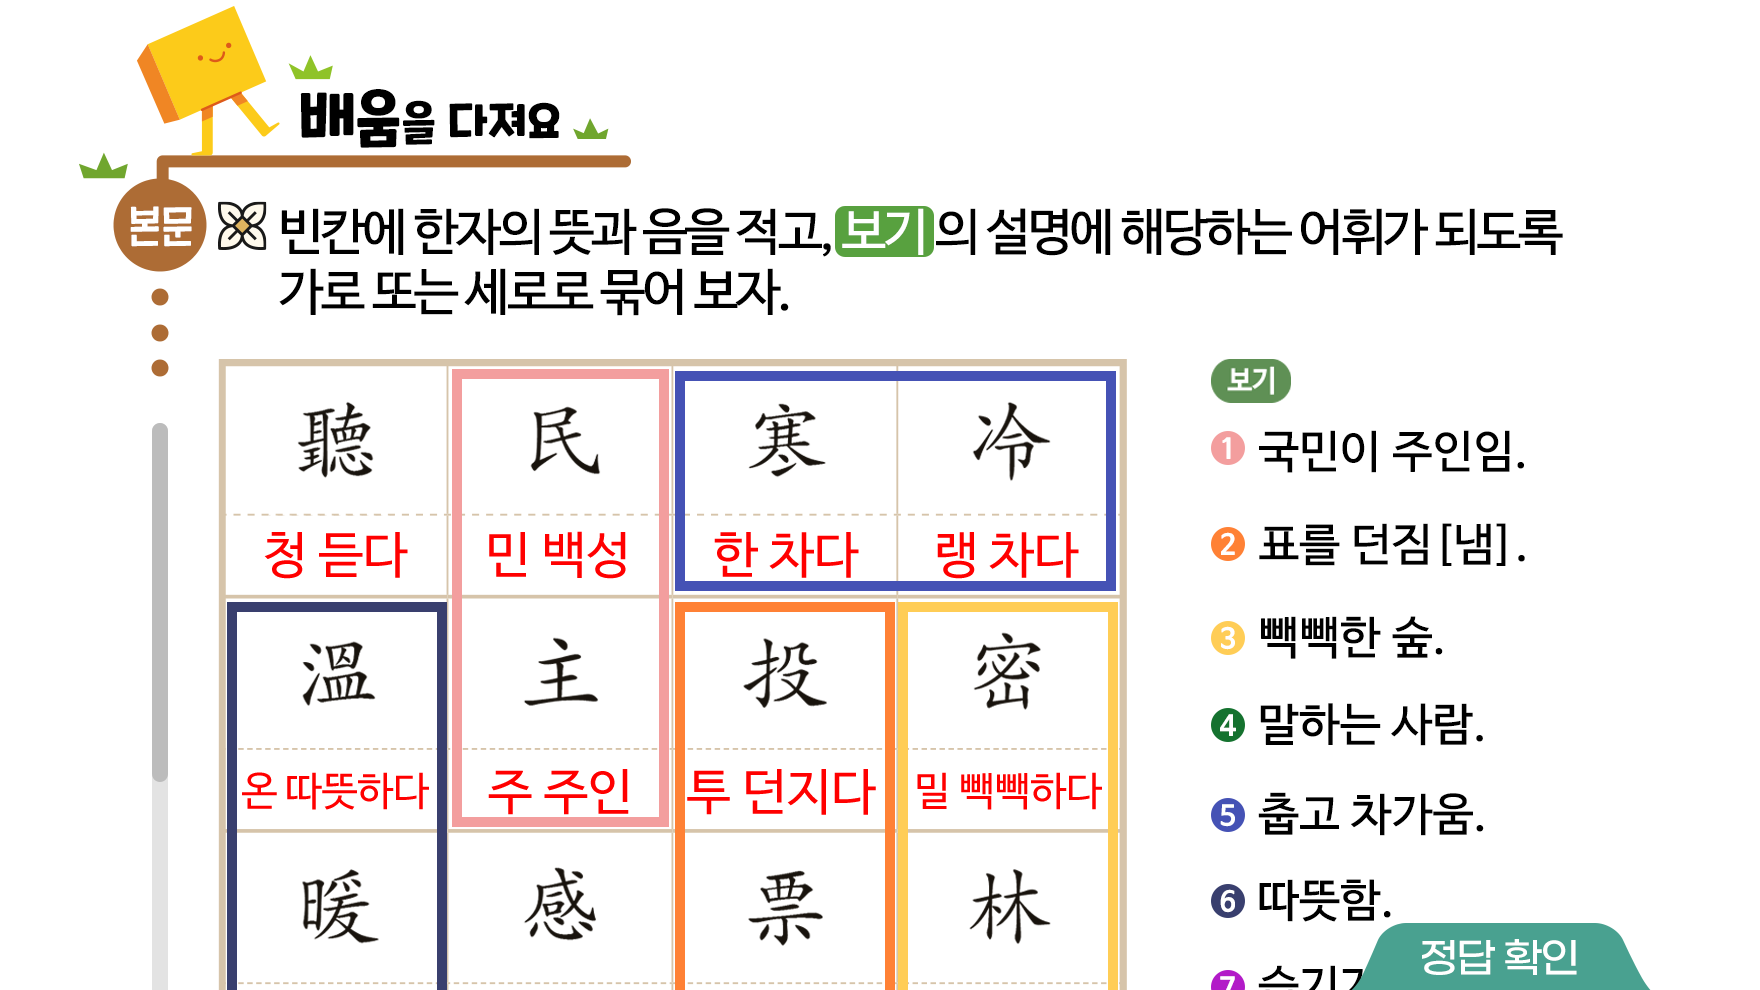 배움을 다져요
본문
빈칸에 한자의 뜻과 음을 적고, 보기의 설명에 해당하는 어휘가 되도록
가로 또는 세로로 묶어 보자.
聽 民 寒 冷
청 듣다 민 백성 한 차다 랭 차다
溫 主 投 密
온 따뜻하다 주 주인 투 던지다 밀 빽빽하다
暖 感 票 林
보기
1 국민이 주인임.
2 표를 던짐[냄].
3 빽빽한 숲.
4 말하는 사람.
5 춥고 차가움.
6 따뜻함.
7
정답 확인